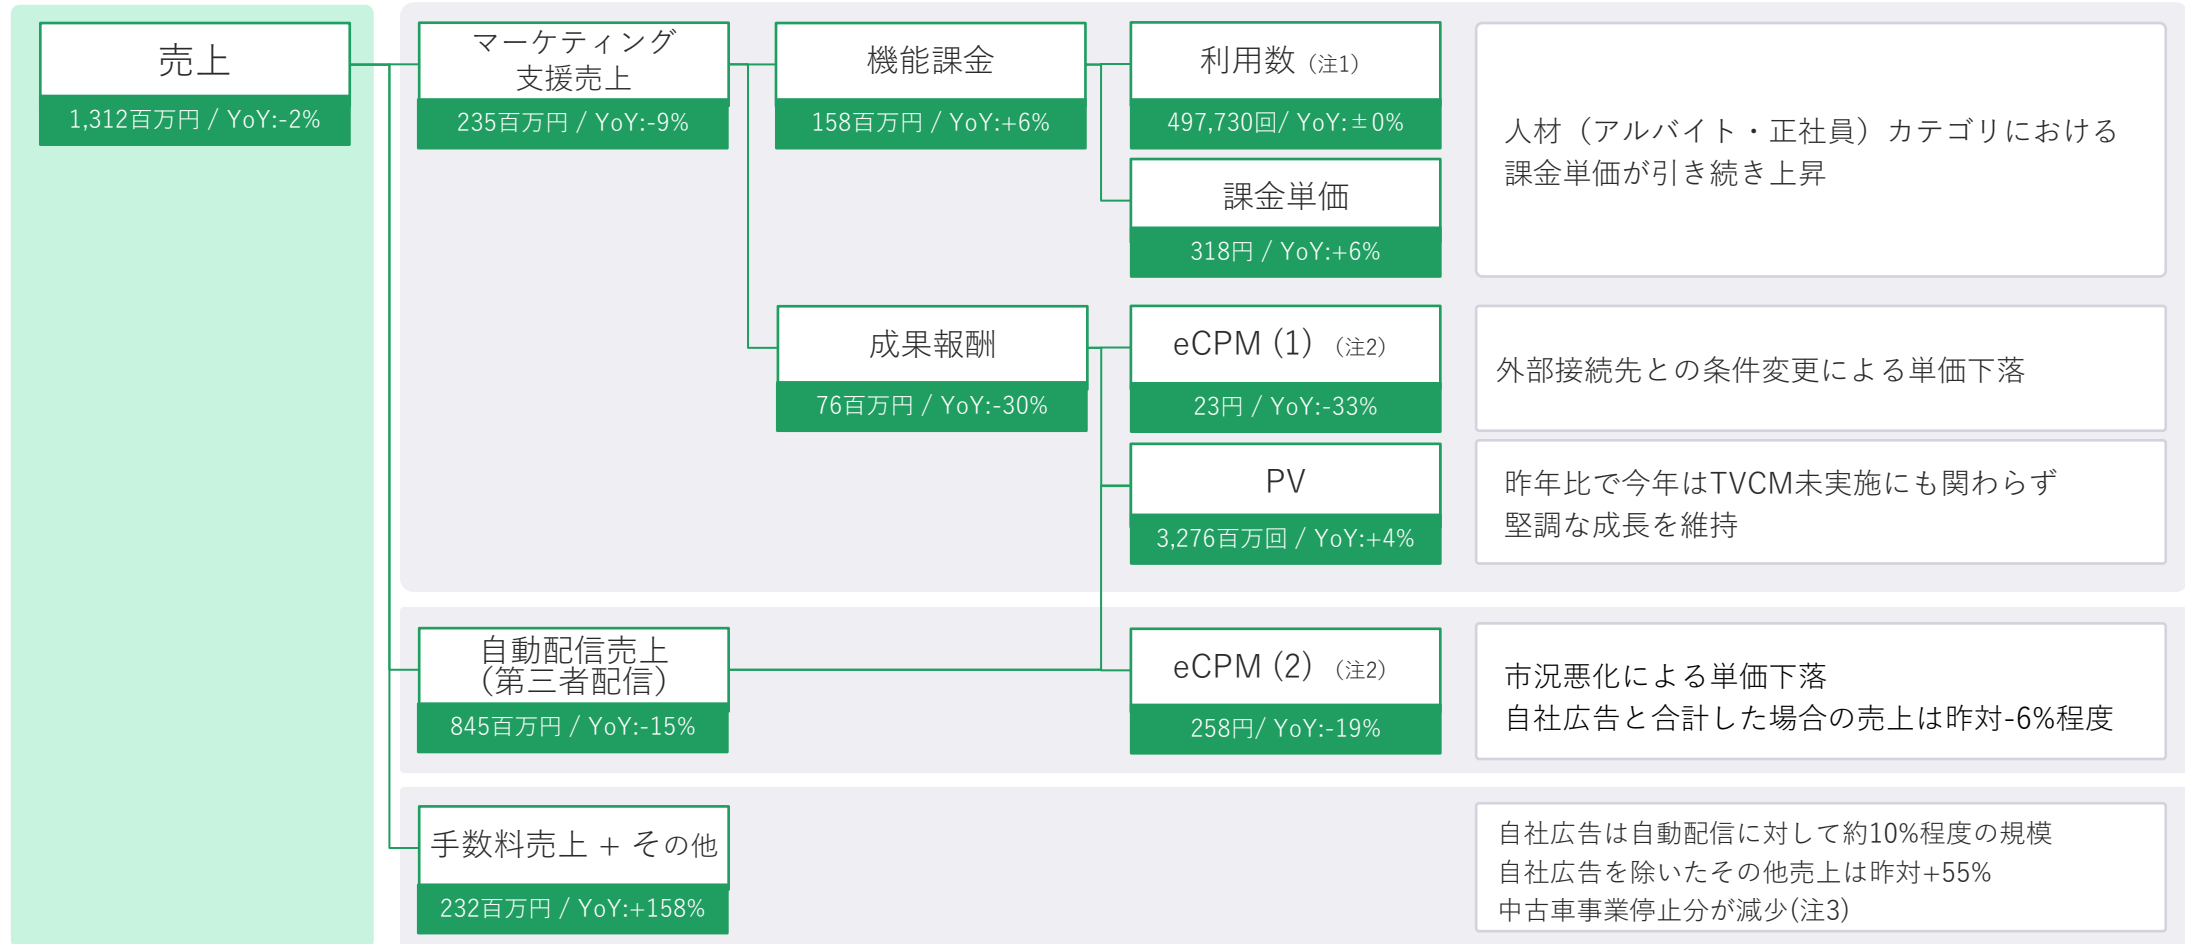 売上
1,312百万円 / YoY:-2%
マーケティング
支援売上
235百万円 / YoY:-9%
機能課金
158百万円 / YoY:+6%
利用数 (注1)
497,730回/ YoY:±0%
課金単価
318円 / YoY:+6%
人材（アルバイト・正社員）カテゴリにおける
課金単価が引き続き上昇
成果報酬
76百万円 / YoY:-30%
eCPM (1) (注2)
23円 / YoY:-33%
外部接続先との条件変更による単価下落
PV
3,276百万回 / YoY:+4%
昨年比で今年はTVCM未実施にも関わらず
堅調な成長を維持
自動配信売上
(第三者配信)
845百万円 / YoY:-15%
eCPM (2) (注2)
258円/ YoY:-19%
市況悪化による単価下落
自社広告と合計した場合の売上は昨対-6%程度
手数料売上 + その他
232百万円 / YoY:+158%
自社広告は自動配信に対して約10%程度の規模
自社広告を除いたその他売上は昨対+55%
中古車事業停止分が減少(注3)